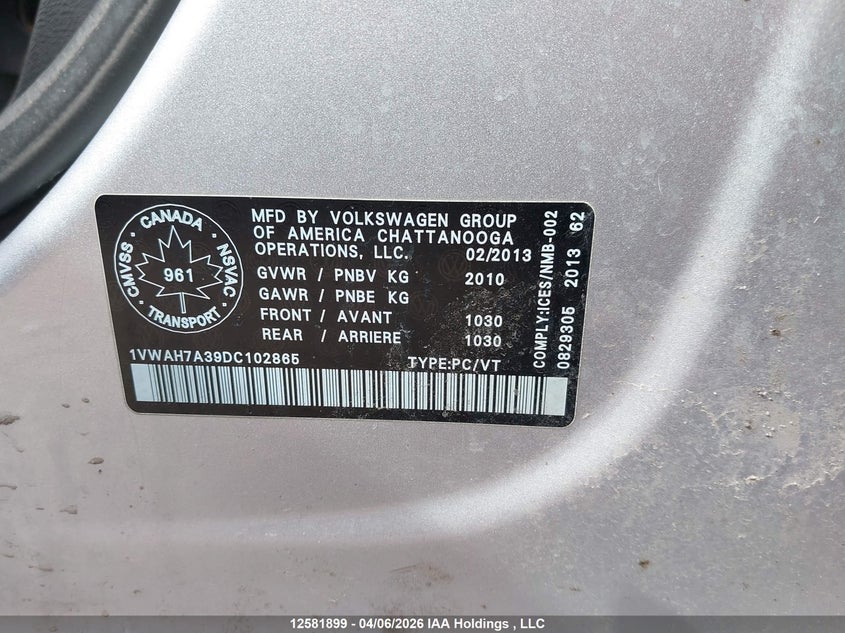 CANADA
CMVSS
NSVAC
961
TRANSPORT
MFD BY VOLKSWAGEN GROUP
OF AMERICA CHATTANOOGA
OPERATIONS, LLC. 02/2013
GVWR / PNBV KG 2010
GAWR / PNBE KG
FRONT / AVANT 1030
REAR / ARRIERE 1030
1VWAH7A39DC102865 TYPE:PC/VT
COMPLY:ICES/NMB-002
0829305 2013 62
12581899 - 04/06/2026 IAA Holdings , LLC